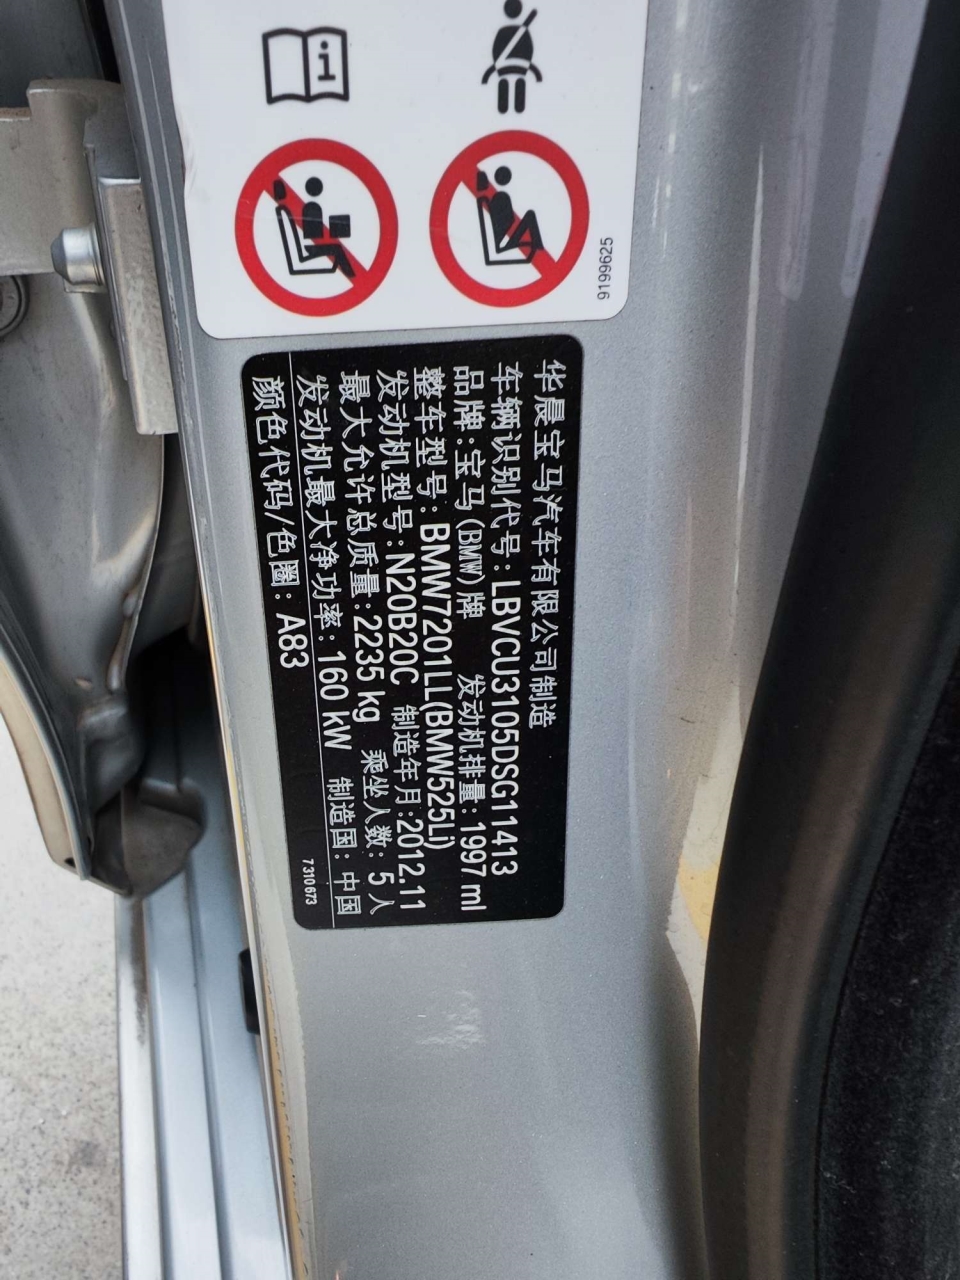 9199625
华晨宝马汽车有限公司制造
车辆识别代号:LBVCU3105DSG11413
品牌:宝马(BMW)牌 发动机排量:1997 ml
整车型号:BMW7201LL(BMW525Li)
发动机型号:N20B20C 制造年月:2012.11
最大允许总质量:2235 kg 乘坐人数: 5 人
发动机最大净功率: 160 kW 制造国: 中国
颜色代码/色圈: A83
7310673